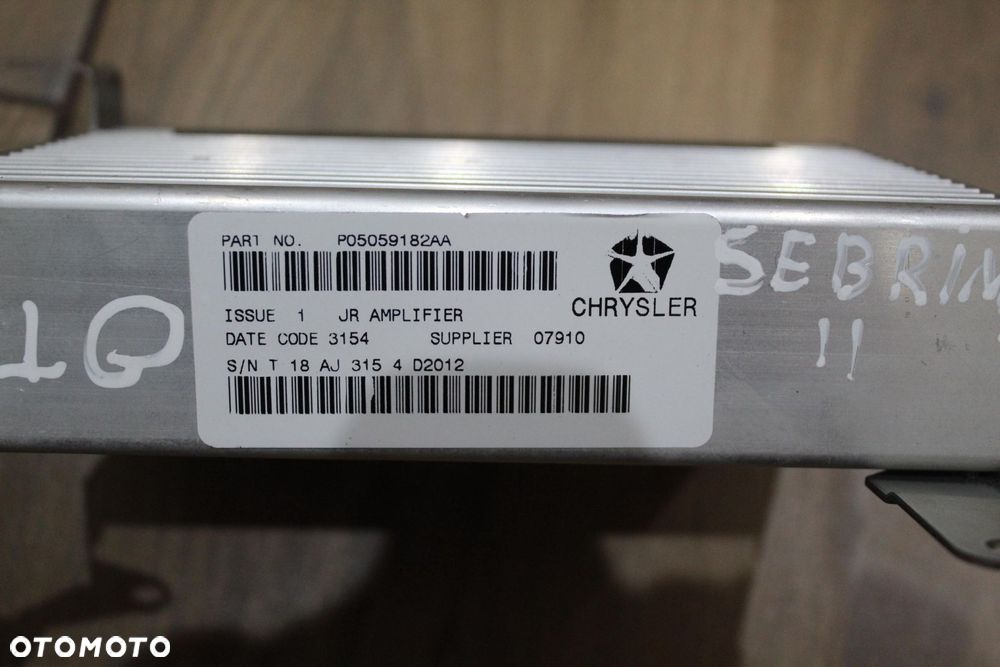 PART NO. P05059182AA
CHRYSLER
ISSUE 1 JR AMPLIFIER
DATE CODE 3154 SUPPLIER 07910
S/N T 18 AJ 315 4 D2012
SEBRIN
II
OTOMOTO